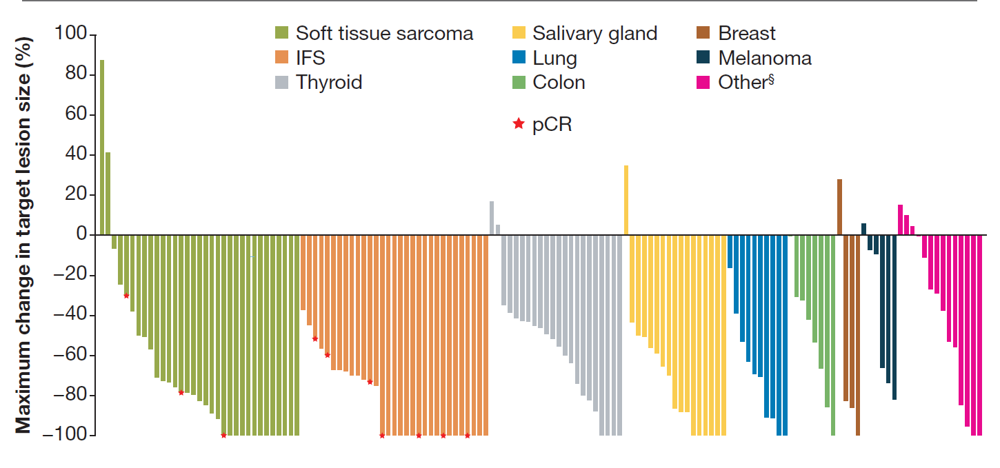 Maximum change in target lesion size (%)
100
80
60
40
20
0
−20
−40
−60
−80
−100
Soft tissue sarcoma
IFS
Thyroid
Salivary gland
Lung
Colon
Breast
Melanoma
Other§
pCR